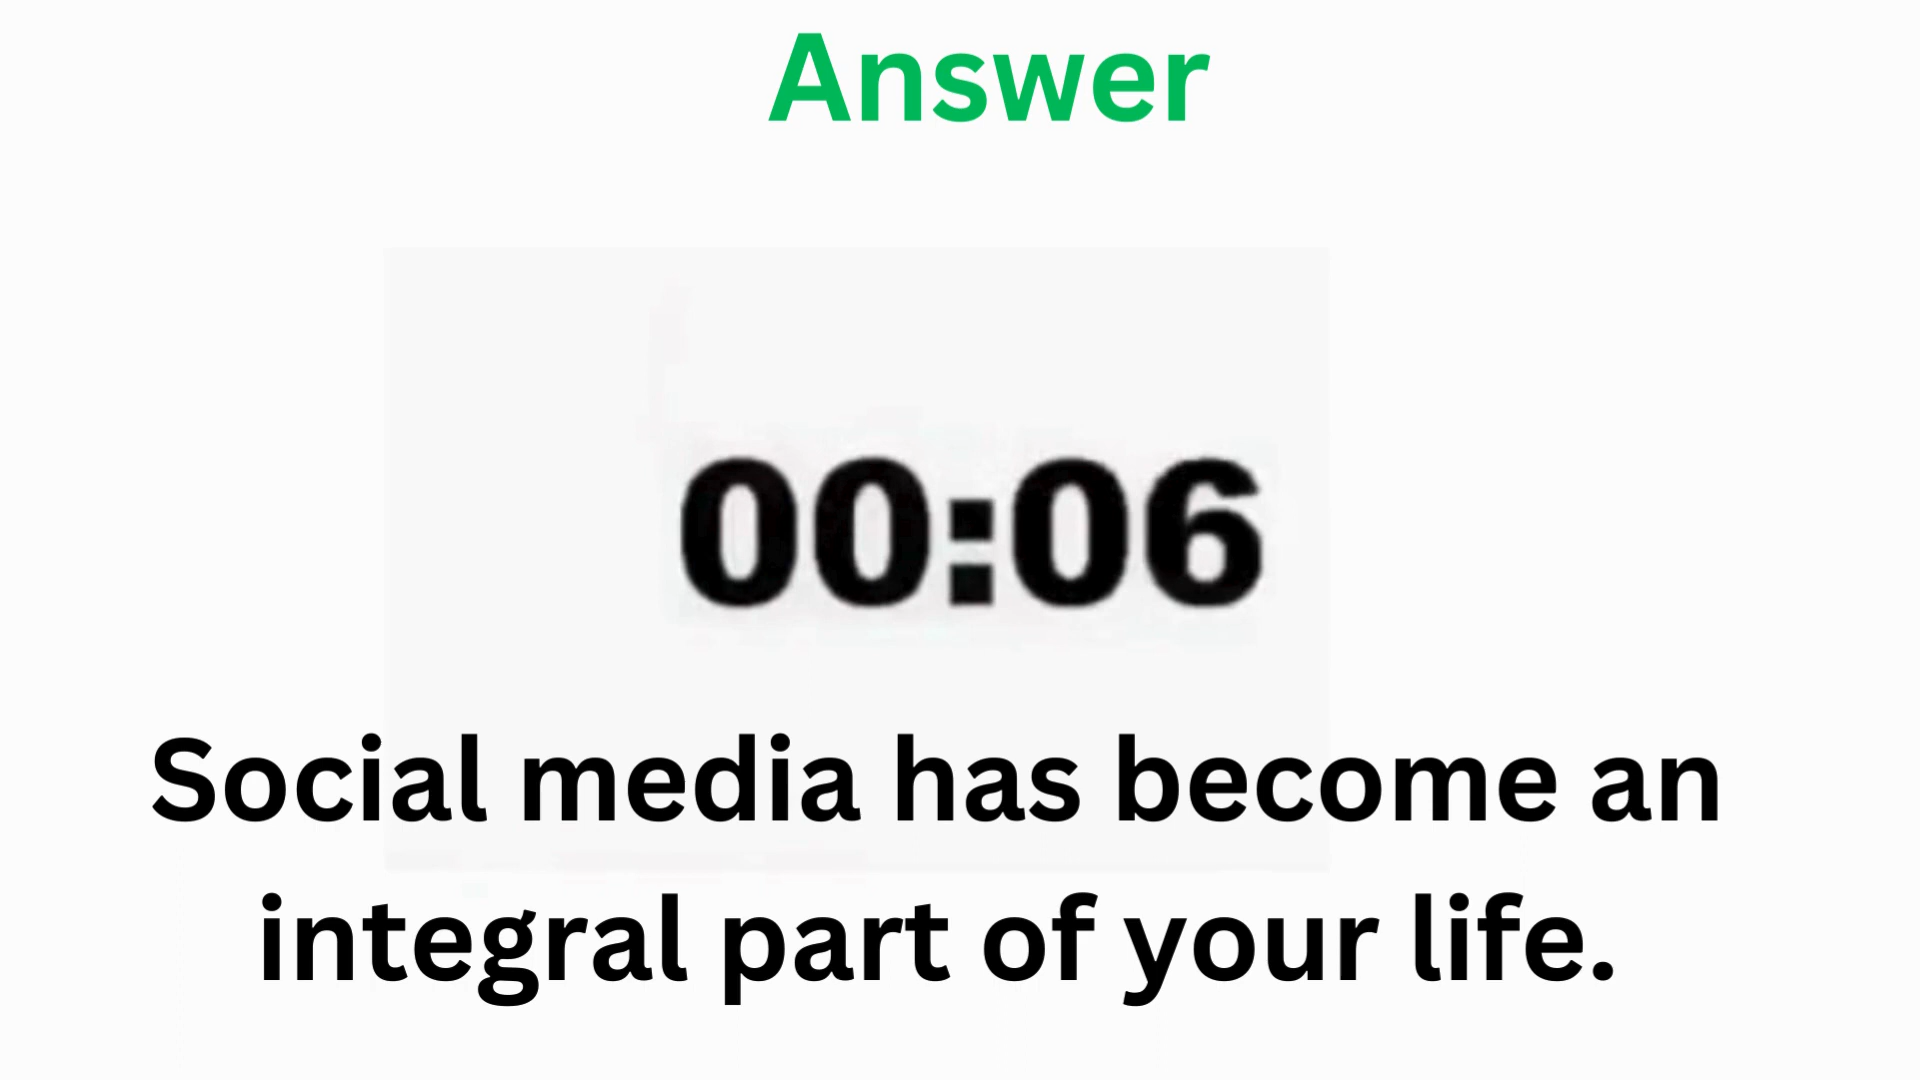 Answer
00:06
Social media has become an
integral part of your life.